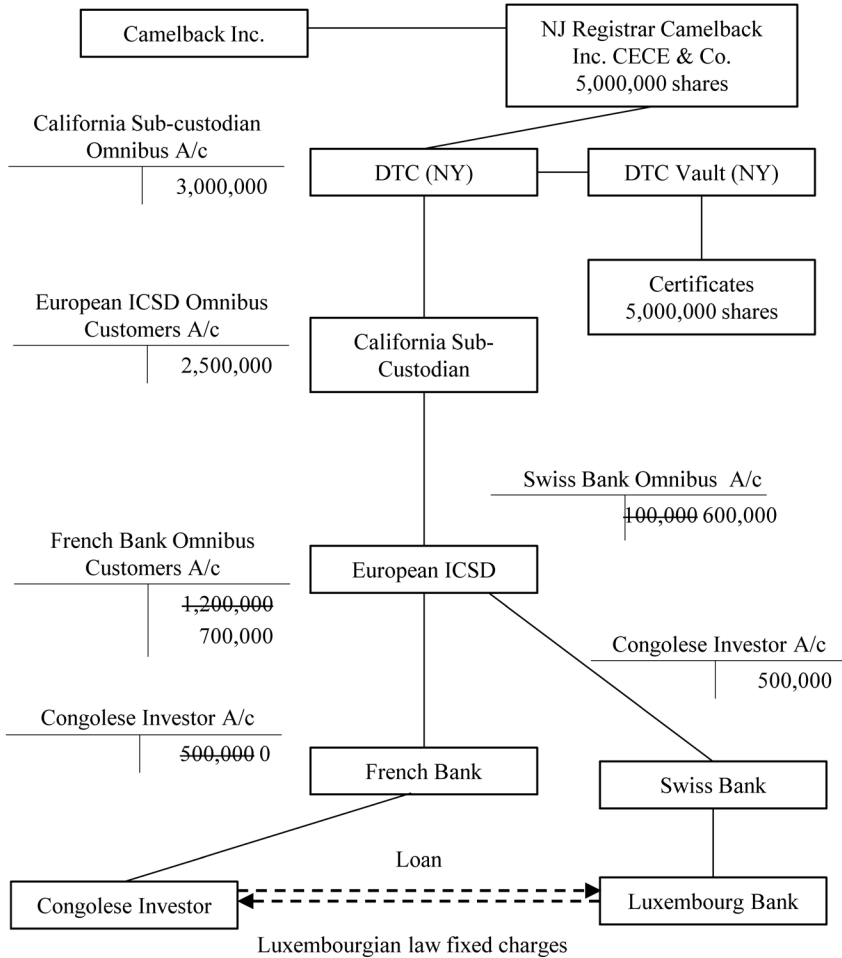 Camelback Inc.
NJ Registrar Camelback
Inc. CECE & Co.
5,000,000 shares
California Sub-custodian
Omnibus A/c
3,000,000
DTC (NY)
DTC Vault (NY)
Certificates
5,000,000 shares
European ICSD Omnibus
Customers A/c
2,500,000
California Sub-
Custodian
Swiss Bank Omnibus A/c
100,000 600,000
French Bank Omnibus
Customers A/c
1,200,000
700,000
European ICSD
Congolese Investor A/c
500,000
Congolese Investor A/c
500,000 0
French Bank
Swiss Bank
Loan
Congolese Investor
Luxembourg Bank
Luxembourgian law fixed charges